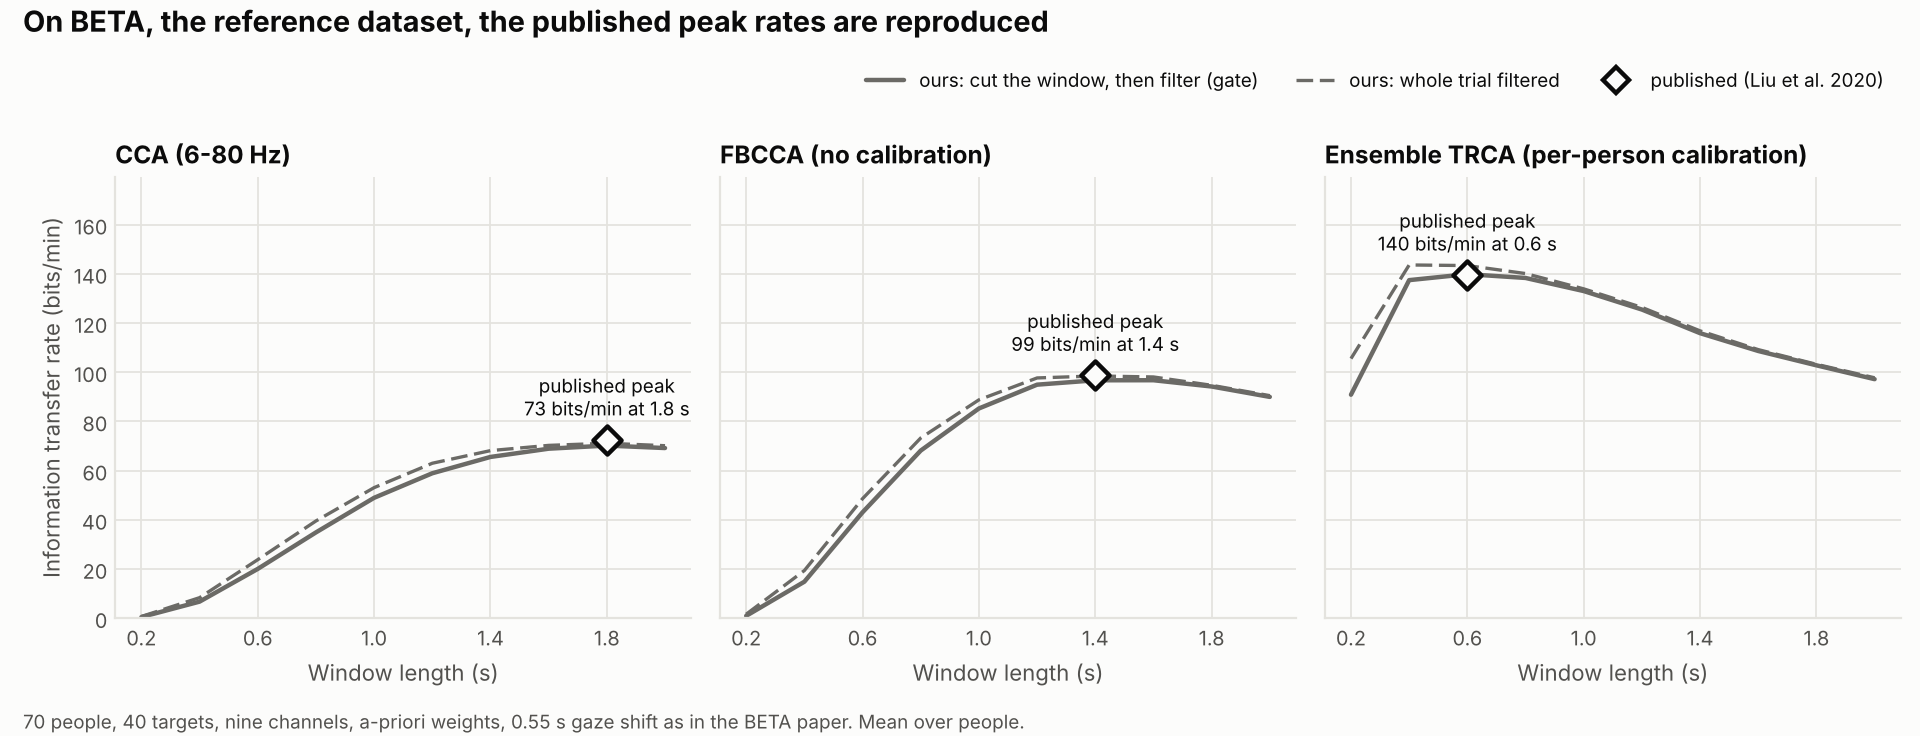 On BETA, the reference dataset, the published peak rates are reproduced
ours: cut the window, then filter (gate)
ours: whole trial filtered
published (Liu et al. 2020)
CCA (6-80 Hz)
FBCCA (no calibration)
Ensemble TRCA (per-person calibration)
Information transfer rate (bits/min)
160
140
120
100
80
60
40
20
0
published peak
73 bits/min at 1.8 s
published peak
99 bits/min at 1.4 s
published peak
140 bits/min at 0.6 s
0.2 0.6 1.0 1.4 1.8
0.2 0.6 1.0 1.4 1.8
0.2 0.6 1.0 1.4 1.8
Window length (s)
Window length (s)
Window length (s)
70 people, 40 targets, nine channels, a-priori weights, 0.55 s gaze shift as in the BETA paper. Mean over people.